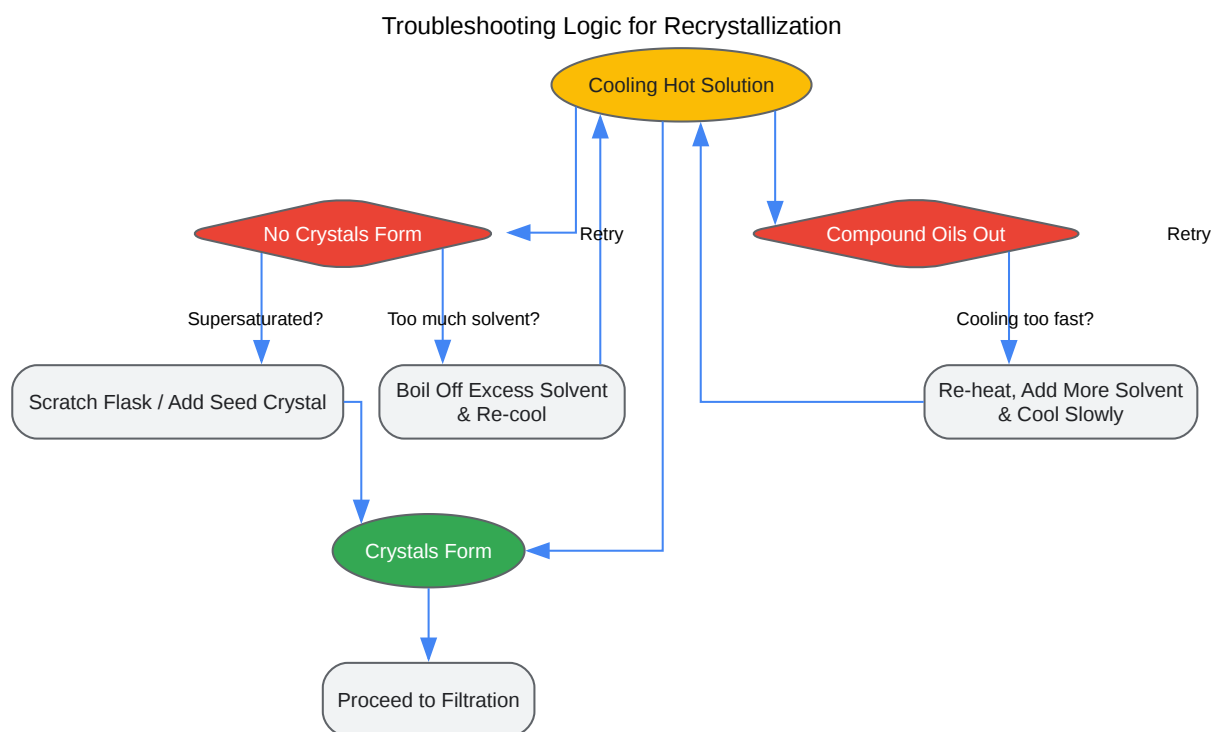 Troubleshooting Logic for Recrystallization
Cooling Hot Solution
No Crystals Form
Retry
Compound Oils Out
Retry
Supersaturated?
Too much solvent?
Cooling too fast?
Scratch Flask / Add Seed Crystal
Boil Off Excess Solvent
& Re-cool
Re-heat, Add More Solvent
& Cool Slowly
Crystals Form
Proceed to Filtration